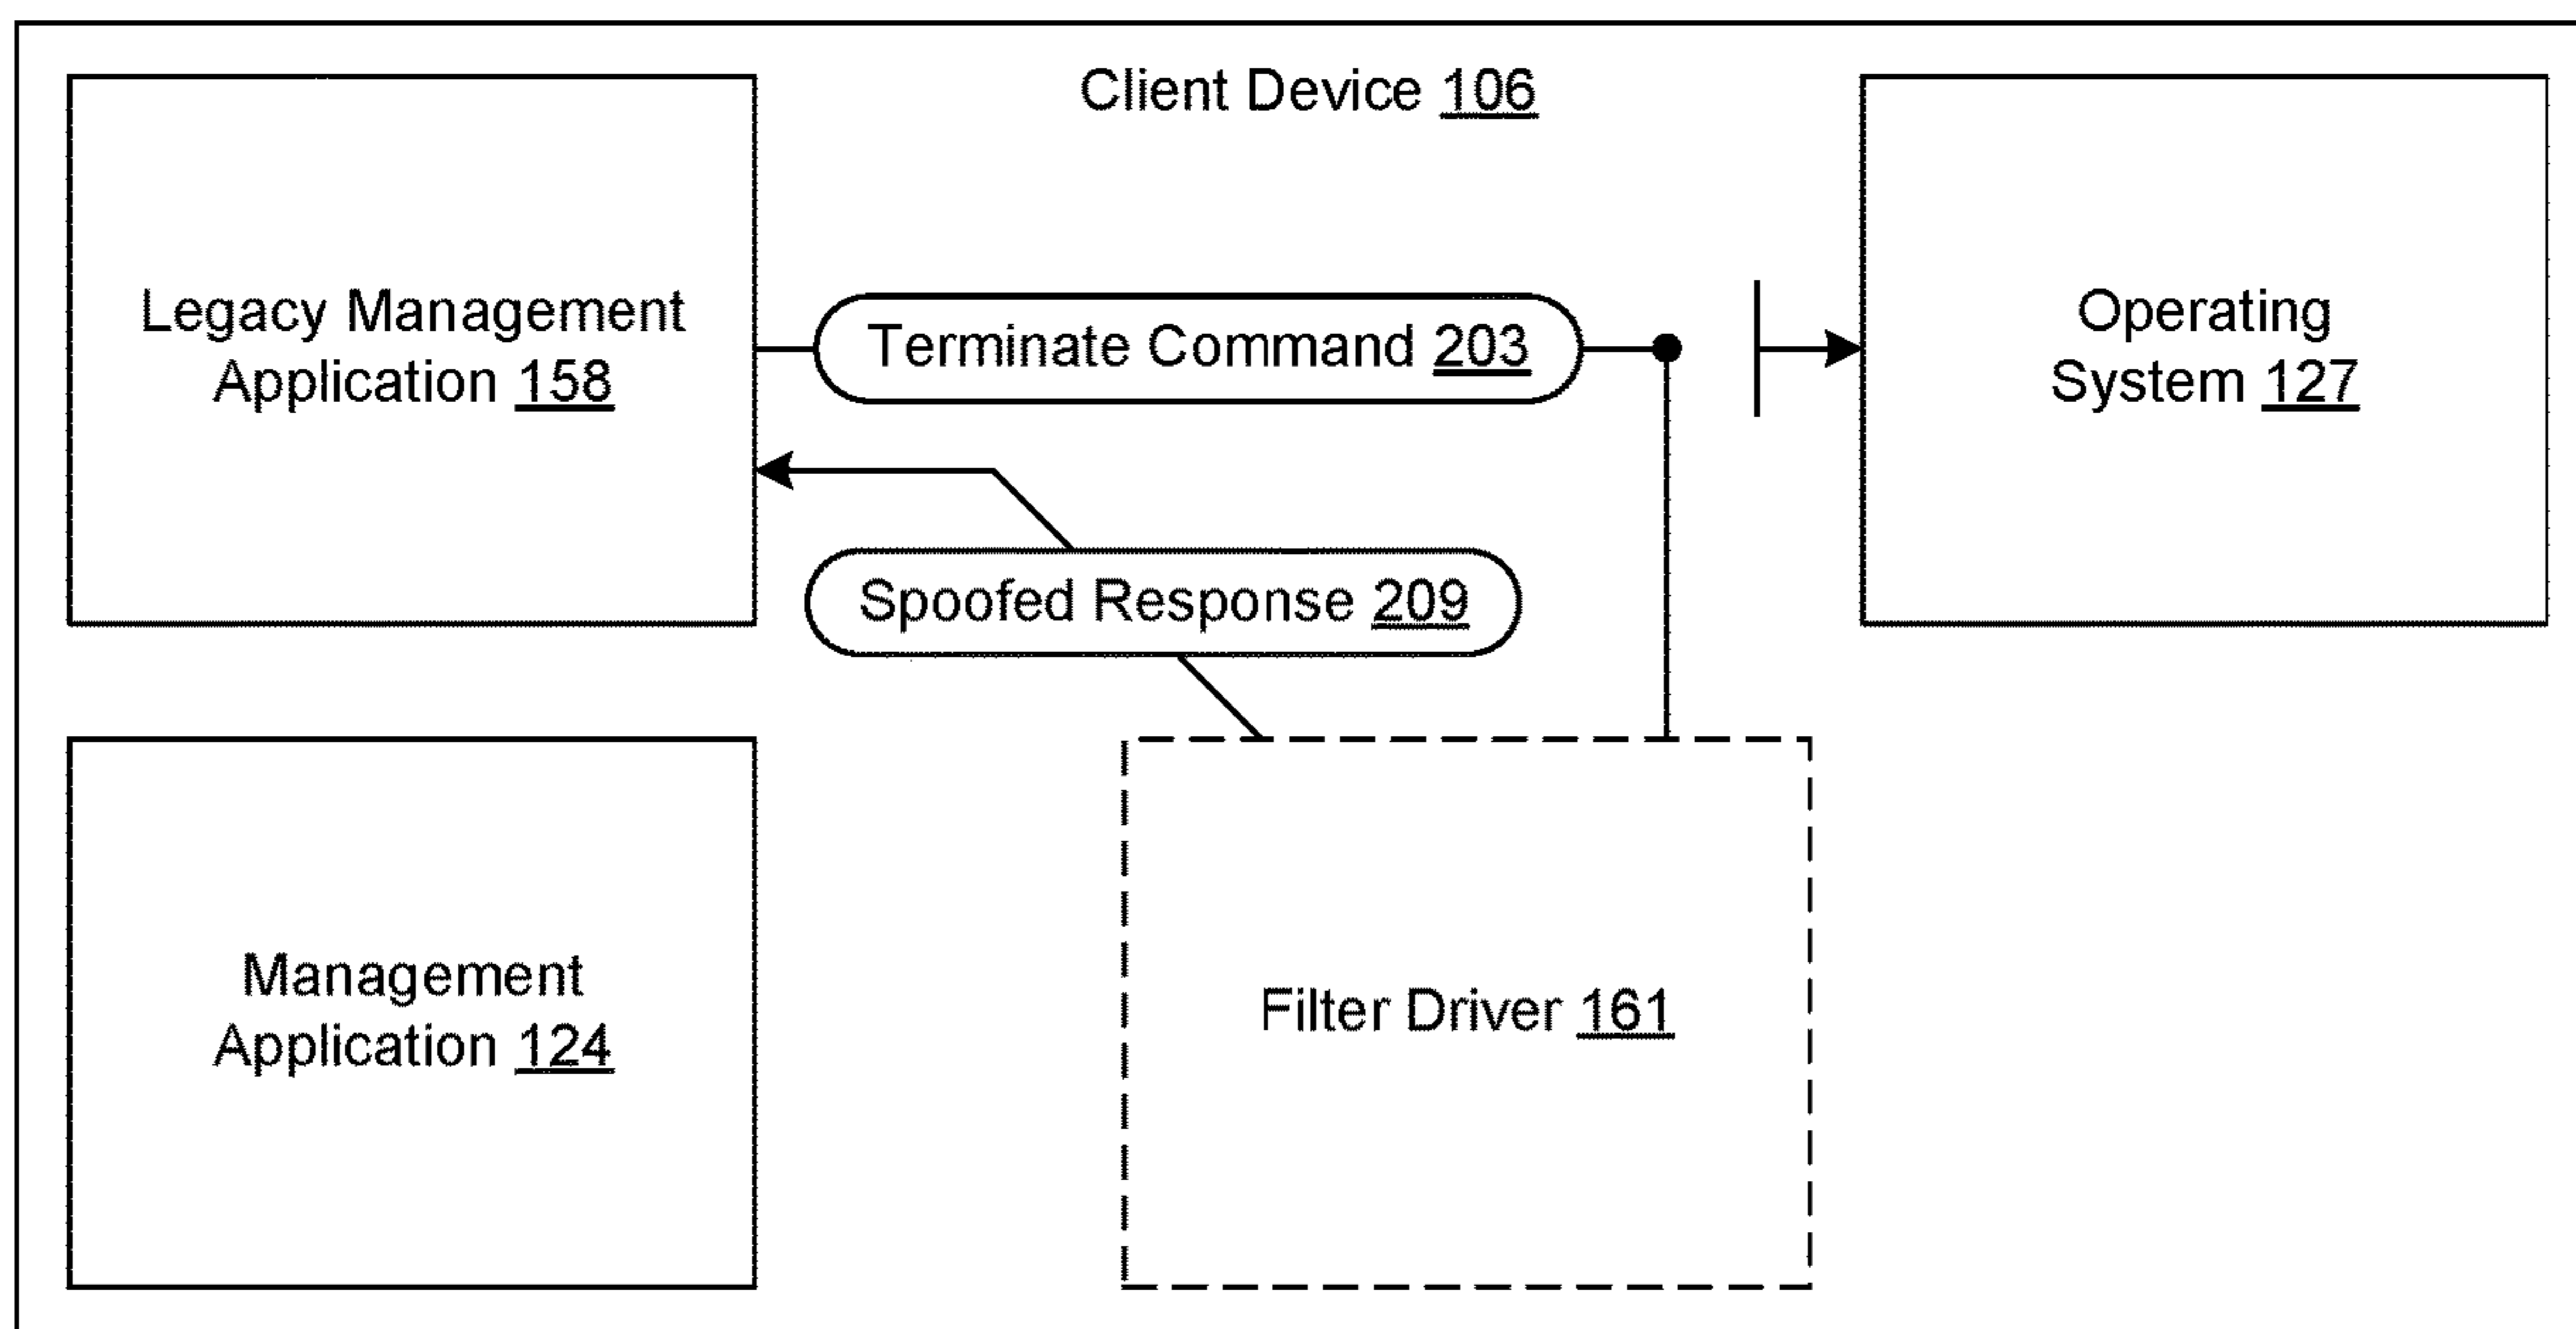 Client Device 106
Legacy Management
Application 158
Terminate Command 203
Operating
System 127
Spoofed Response 209
Management
Application 124
Filter Driver 161